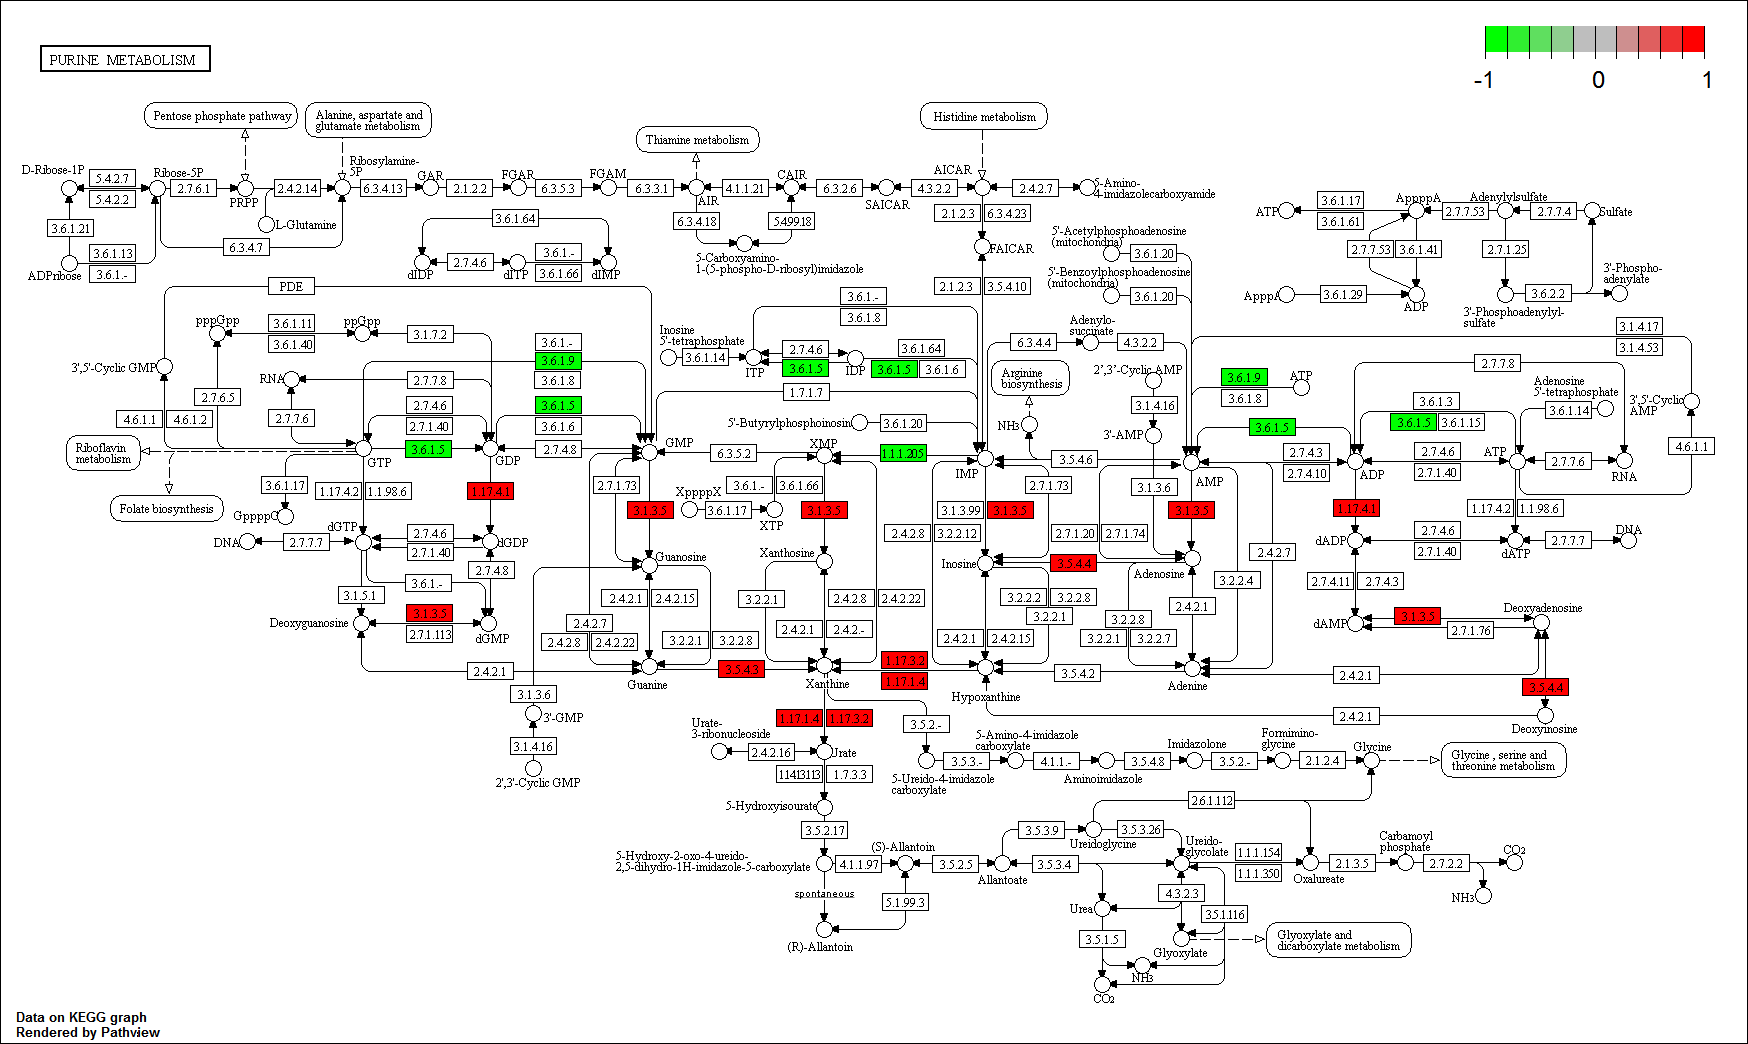 PURINE METABOLISM
-1
0
1
Pentose phosphate pathway
Alanine, aspartate and
glutamate metabolism
Thiamine metabolism
Histidine metabolism
D-Ribose-1P
5.4.2.7
5.4.2.2
Ribose-5P
2.7.6.1
PRPP
2.4.2.14
Ribosylamine-
5P
6.3.4.13
GAR
2.1.2.2
FGAR
6.3.5.3
FGAM
6.3.3.1
AIR
4.1.1.21
CAIR
6.3.2.6
SAICAR
4.3.2.2
AICAR
2.4.2.7
5-Amino-
4-imidazolecarboxyamide
3.6.1.21
3.6.1.13
3.6.1.-
ADPribose
L-Glutamine
6.3.4.7
3.6.1.64
dIDP
2.7.4.6
dITP
3.6.1.-
3.6.1.66
dIMP
6.3.4.18
5.499.18
5-Carboxyamino-
1-(5-phospho-D-ribosyl)imidazole
2.1.2.3
6.3.4.23
FAICAR
2.1.2.3
3.5.4.10
5'-Acetylphosphoadenosine
(mitochondria)
3.6.1.20
5'-Benzoylphosphoadenosine
(mitochondria)
3.6.1.20
ATP
3.6.1.17
3.6.1.61
AppppA
2.7.7.53
Adenylylsulfate
2.7.7.4
Sulfate
2.7.7.53
3.6.1.41
2.7.1.25
ApppA
3.6.1.29
ADP
3'-Phosphoadenylyl-
sulfate
3.6.2.2
3'-Phospho-
adenylate
PDE
pppGpp
3.6.1.11
3.6.1.40
ppGpp
3.1.7.2
3',5'-Cyclic GMP
RNA
2.7.7.8
2.7.6.5
2.7.7.6
4.6.1.1
4.6.1.2
3.6.1.-
3.6.1.9
3.6.1.8
2.7.4.6
2.7.1.40
3.6.1.5
3.6.1.6
Riboflavin
metabolism
GTP
3.6.1.5
GDP
2.7.4.8
GMP
6.3.5.2
XMP
1.1.1.205
IMP
3.5.4.6
AMP
Inosine
5'-tetraphosphate
3.6.1.14
ITP
3.6.1.-
3.6.1.8
2.7.4.6
3.6.1.5
IDP
3.6.1.64
3.6.1.5
3.6.1.6
1.7.1.7
5'-Butyrylphosphoinosine
3.6.1.20
6.3.4.4
Adenylo-
succinate
4.3.2.2
Arginine
biosynthesis
NH3
2',3'-Cyclic AMP
3.1.4.16
3'-AMP
3.1.3.6
3.6.1.9
3.6.1.8
ATP
3.6.1.5
2.7.4.3
2.7.4.10
ADP
2.7.7.8
3.6.1.3
3.6.1.5
3.6.1.15
2.7.4.6
2.7.1.40
ATP
2.7.7.6
RNA
3.1.4.17
3.1.4.53
Adenosine
5'-tetraphosphate
3.6.1.14
3',5'-Cyclic
AMP
4.6.1.1
Folate biosynthesis
3.6.1.17
GppppG
1.17.4.2
1.1.98.6
1.17.4.1
2.7.1.73
3.1.3.5
XppppX
3.6.1.17
3.6.1.-
3.6.1.66
XTP
3.1.3.5
3.1.3.99
3.1.3.5
2.7.1.73
2.4.2.8
3.2.2.12
2.7.1.20
2.7.1.74
3.1.3.5
1.17.4.1
1.17.4.2
1.1.98.6
DNA
2.7.7.7
dGTP
2.7.4.6
2.7.1.40
dGDP
3.6.1.-
2.7.4.8
3.1.5.1
Deoxyguanosine
3.1.3.5
2.7.1.113
dGMP
Guanosine
2.4.2.1
2.4.2.15
2.4.2.7
2.4.2.8
2.4.2.22
3.2.2.1
3.2.2.8
Xanthosine
3.2.2.1
2.4.2.8
2.4.2.22
2.4.2.1
2.4.2.-
Inosine
3.5.4.4
Adenosine
3.2.2.2
3.2.2.8
3.2.2.1
2.4.2.1
2.4.2.15
2.4.2.7
3.2.2.4
2.4.2.1
3.2.2.8
3.2.2.1
3.2.2.7
dADP
2.7.4.6
2.7.1.40
dATP
2.7.7.7
DNA
2.7.4.11
2.7.4.3
dAMP
3.1.3.5
2.7.1.76
Deoxyadenosine
2.4.2.1
Guanine
3.5.4.3
Xanthine
1.17.3.2
1.17.1.4
Hypoxanthine
3.5.4.2
Adenine
2.4.2.1
3.5.4.4
2.4.2.1
Deoxyinosine
3.1.3.6
3'-GMP
3.1.4.16
2',3'-Cyclic GMP
Urate-
3-ribonucleoside
2.4.2.16
1.17.1.4
1.17.3.2
Urate
11413113
1.7.3.3
5-Hydroxyisourate
3.5.2.17
3.5.2.-
5-Ureido-4-imidazole
carboxylate
3.5.3.-
5-Amino-4-imidazole
carboxylate
4.1.1.-
Aminoimidazole
3.5.4.8
Imidazolone
3.5.2.-
Formimino-
glycine
2.1.2.4
Glycine
Glycine , serine and
threonine metabolism
5-Hydroxy-2-oxo-4-ureido-
2,5-dihydro-1H-imidazole-5-carboxylate
4.1.1.97
(S)-Allantoin
3.5.2.5
Allantoate
3.5.3.4
3.5.3.9
Ureidoglycine
3.5.3.26
2.6.1.112
Ureido-
glycolate
1.1.1.154
1.1.1.350
Oxalureate
2.1.3.5
Carbamoyl
phosphate
2.7.2.2
CO2
NH3
spontaneous
5.1.99.3
(R)-Allantoin
Urea
4.3.2.3
3.5.1.116
3.5.1.5
Glyoxylate
Glyoxylate and
dicarboxylate metabolism
NH3
CO2
Data on KEGG graph
Rendered by Pathview